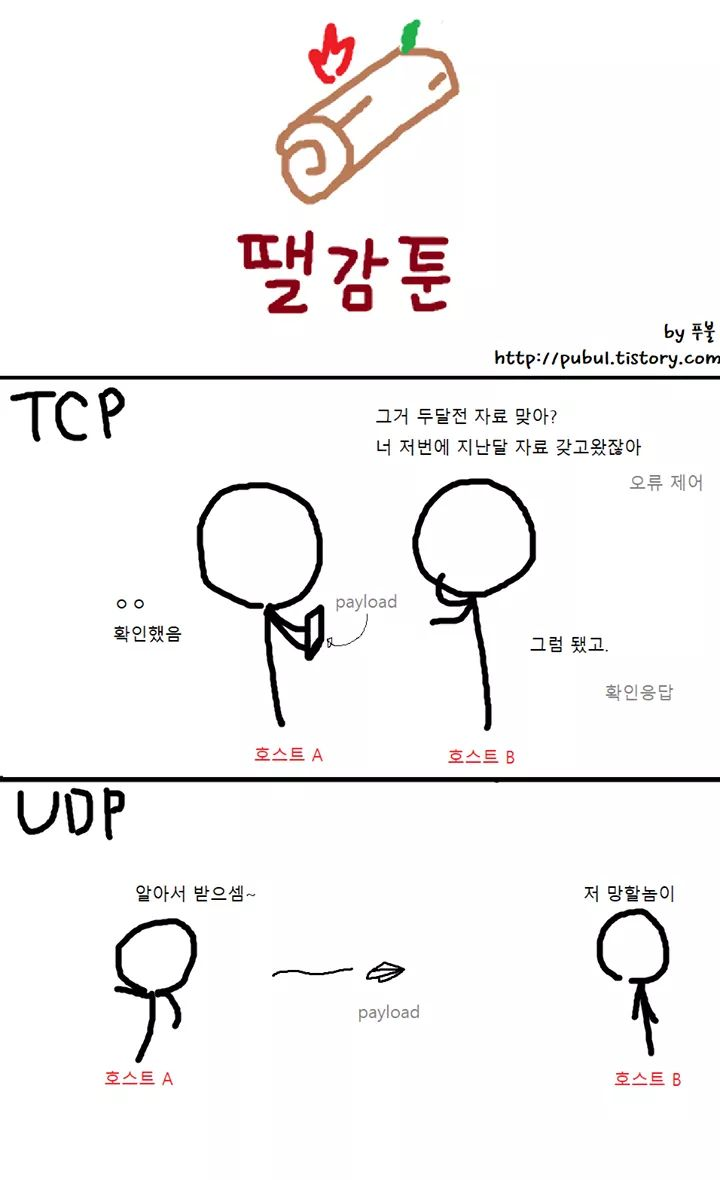 땔감툰
by 푸불
http://pubul.tistory.com
TCP
그거 두달전 자료 맞아?
너 저번에 지난달 자료 갖고왔잖아
오류 제어
ㅇㅇ
확인했음
payload
그럼 됐고.
확인응답
호스트 A
호스트 B
UDP
알아서 받으셈~
저 망할놈이
payload
호스트 A
호스트 B